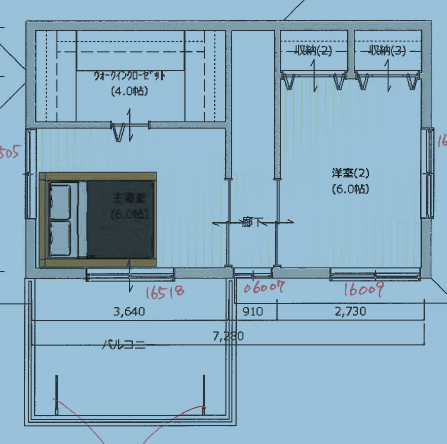 収納(2)
収納(3)
ウォークインクローゼット
(4.0帖)
505
16
洋室(2)
(6.0帖)
主寝室
(6.0帖)
廊下
16518
06007
16009
3,640
910
2,730
7,280
バルコニー